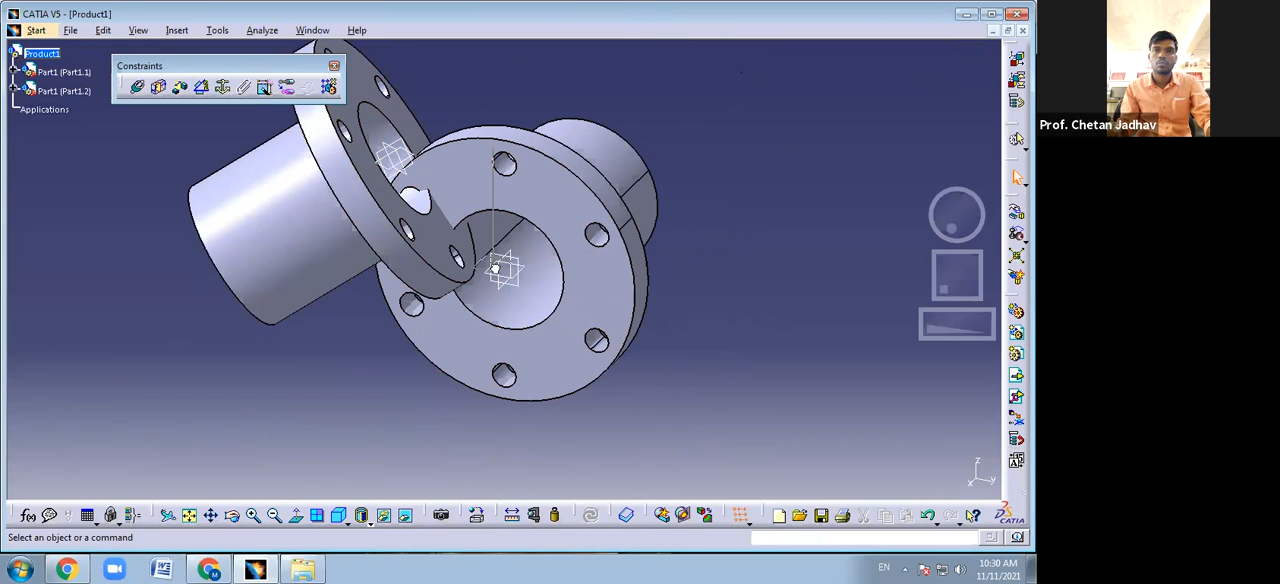 CATIA V5 - [Product1]
Start File Edit View Insert Tools Window Analyze Help
Product1
Constraints
Part1 (Part1.1)
Part1 (Part1.2)
Applications
Prof. Chetan Jadhav
z
y
x
f(x)
CATIA
Select an object or a command
EN
10:30 AM
11/11/2021